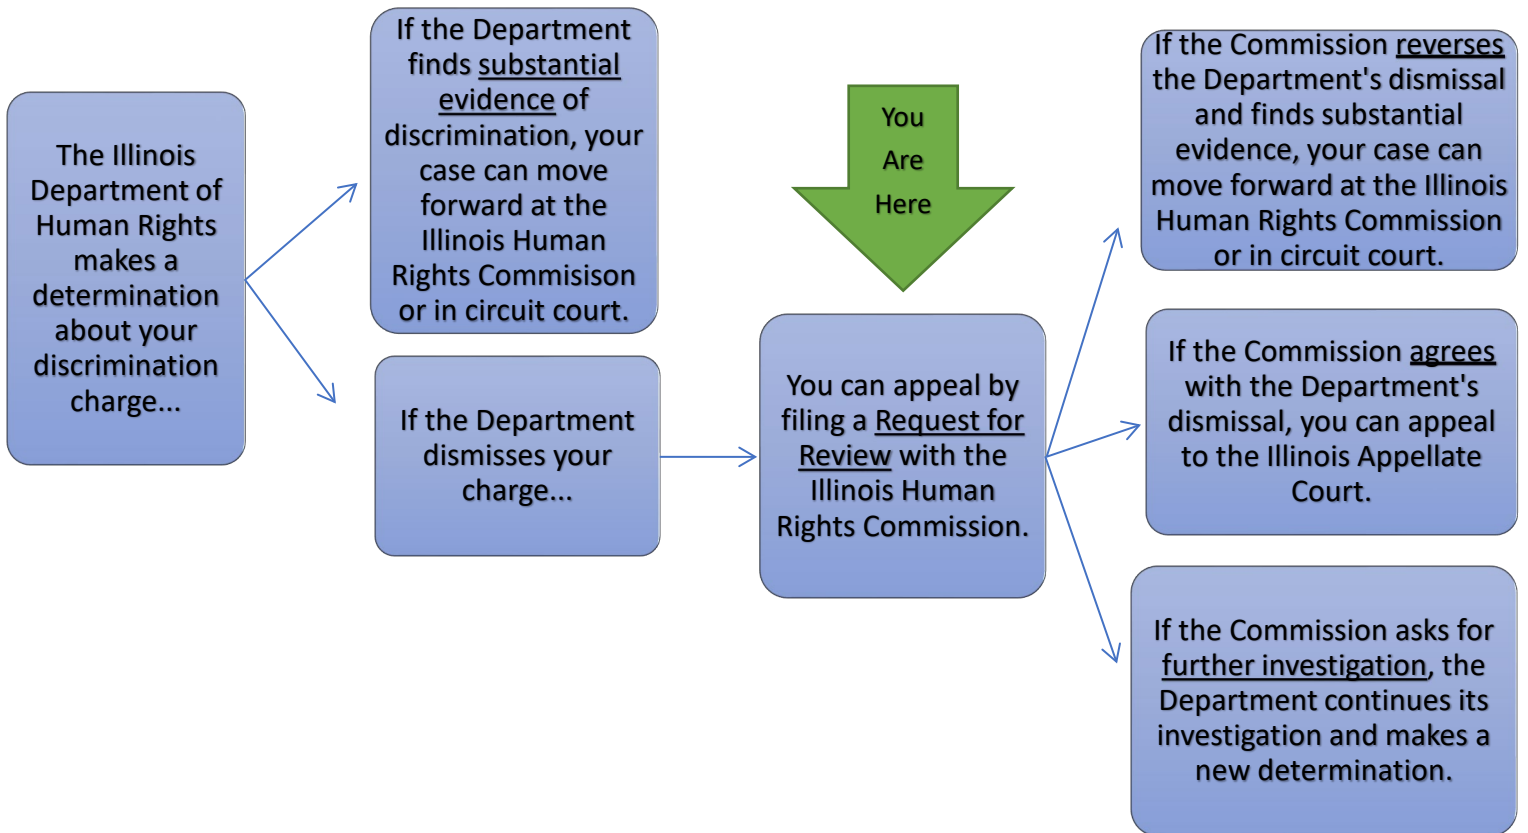 The Illinois
Department of
Human Rights
makes a
determination
about your
discrimination
charge...
If the Department
finds substantial
evidence of
discrimination, your
case can move
forward at the
Illinois Human
Rights Commisison
or in circuit court.
If the Department
dismisses your
charge...
You
Are
Here
You can appeal by
filing a Request for
Review with the
Illinois Human
Rights Commission.
If the Commission reverses
the Department's dismissal
and finds substantial
evidence, your case can
move forward at the Illinois
Human Rights Commission
or in circuit court.
If the Commission agrees
with the Department's
dismissal, you can appeal
to the Illinois Appellate
Court.
If the Commission asks for
further investigation, the
Department continues its
investigation and makes a
new determination.